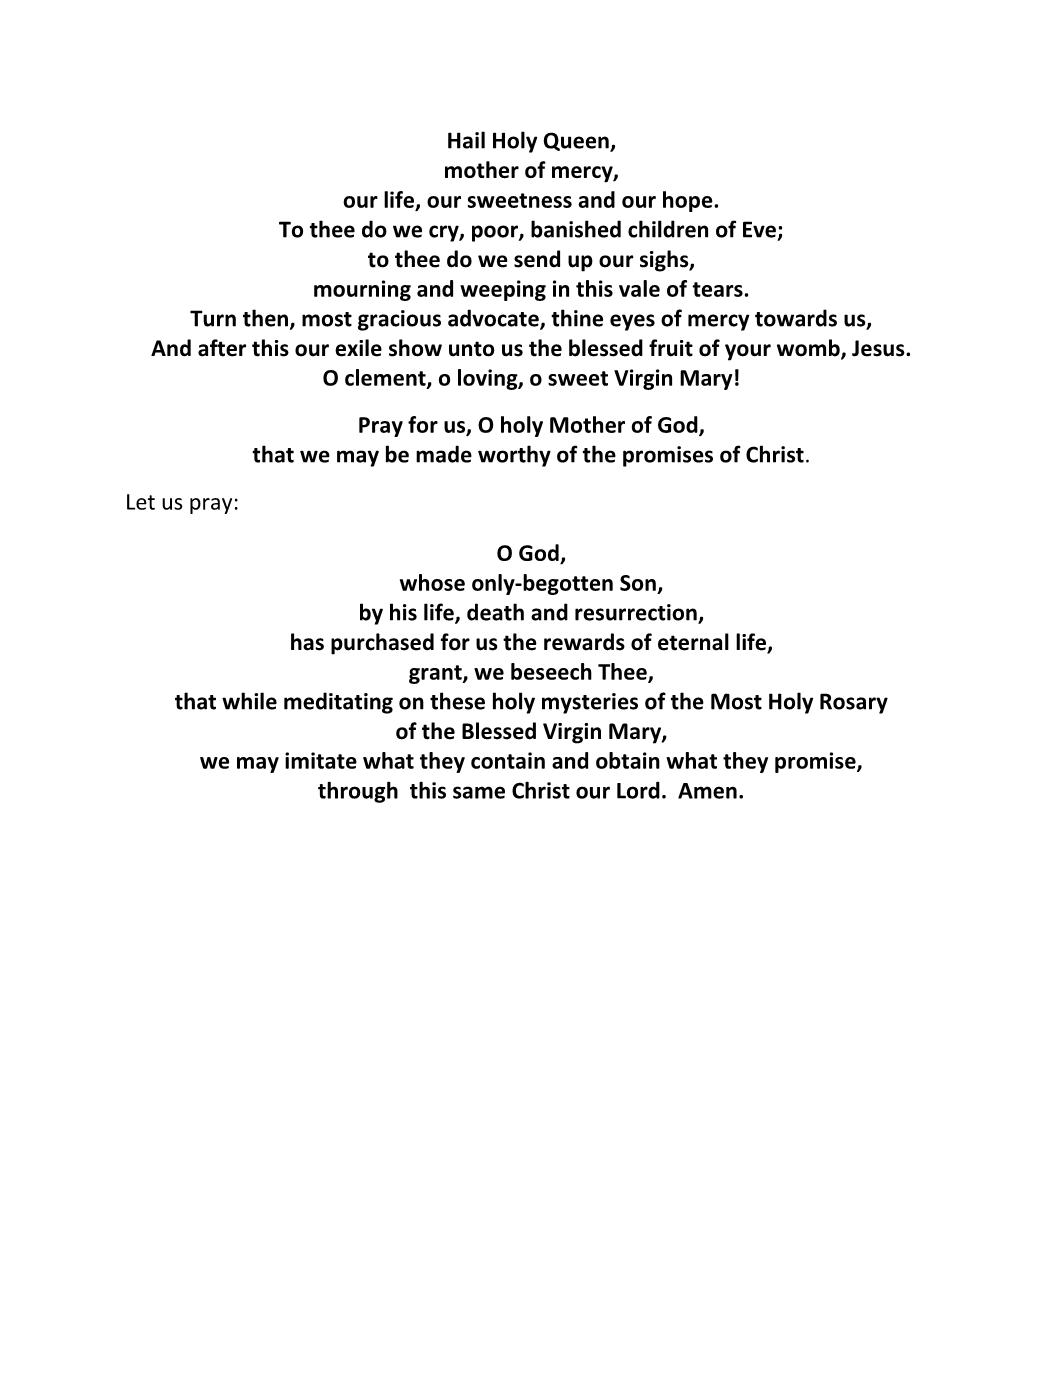 Hail Holy Queen,
mother of mercy,
our life, our sweetness and our hope.
To thee do we cry, poor, banished children of Eve;
to thee do we send up our sighs,
mourning and weeping in this vale of tears.
Turn then, most gracious advocate, thine eyes of mercy towards us,
And after this our exile show unto us the blessed fruit of your womb, Jesus.
O clement, o loving, o sweet Virgin Mary!
Pray for us, O holy Mother of God,
that we may be made worthy of the promises of Christ.
Let us pray:
O God,
whose only-begotten Son,
by his life, death and resurrection,
has purchased for us the rewards of eternal life,
grant, we beseech Thee,
that while meditating on these holy mysteries of the Most Holy Rosary
of the Blessed Virgin Mary,
we may imitate what they contain and obtain what they promise,
through  this same Christ our Lord.  Amen.